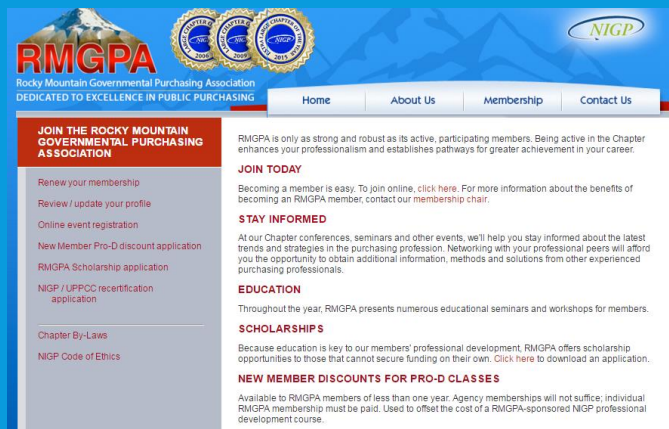 NIGP
RMGPA
Rocky Mountain Governmental Purchasing Association
DEDICATED TO EXCELLENCE IN PUBLIC PURCHASING
Home About Us Membership Contact Us
JOIN THE ROCKY MOUNTAIN
GOVERNMENTAL PURCHASING
ASSOCIATION
Renew your membership
Review / update your profile
Online event registration
New Member Pro-D discount application
RMGPA Scholarship application
NIGP / UPPCC recertification
application
Chapter By-Laws
NIGP Code of Ethics
RMGPA is only as strong and robust as its active, participating members. Being active in the Chapter
enhances your professionalism and establishes pathways for greater achievement in your career.
JOIN TODAY
Becoming a member is easy. To join online, click here. For more information about the benefits of
becoming an RMGPA member, contact our membership chair.
STAY INFORMED
At our Chapter conferences, seminars and other events, we'll help you stay informed about the latest
trends and strategies in the purchasing profession. Networking with your professional peers will afford
you the opportunity to obtain additional information, methods and solutions from other experienced
purchasing professionals.
EDUCATION
Throughout the year, RMGPA presents numerous educational seminars and workshops for members.
SCHOLARSHIPS
Because education is key to our members' professional development, RMGPA offers scholarship
opportunities to those that cannot secure funding on their own. Click here to download an application.
NEW MEMBER DISCOUNTS FOR PRO-D CLASSES
Available to RMGPA members of less than one year. Agency memberships will not suffice; individual
RMGPA membership must be paid. Used to offset the cost of a RMGPA-sponsored NIGP professional
development course.